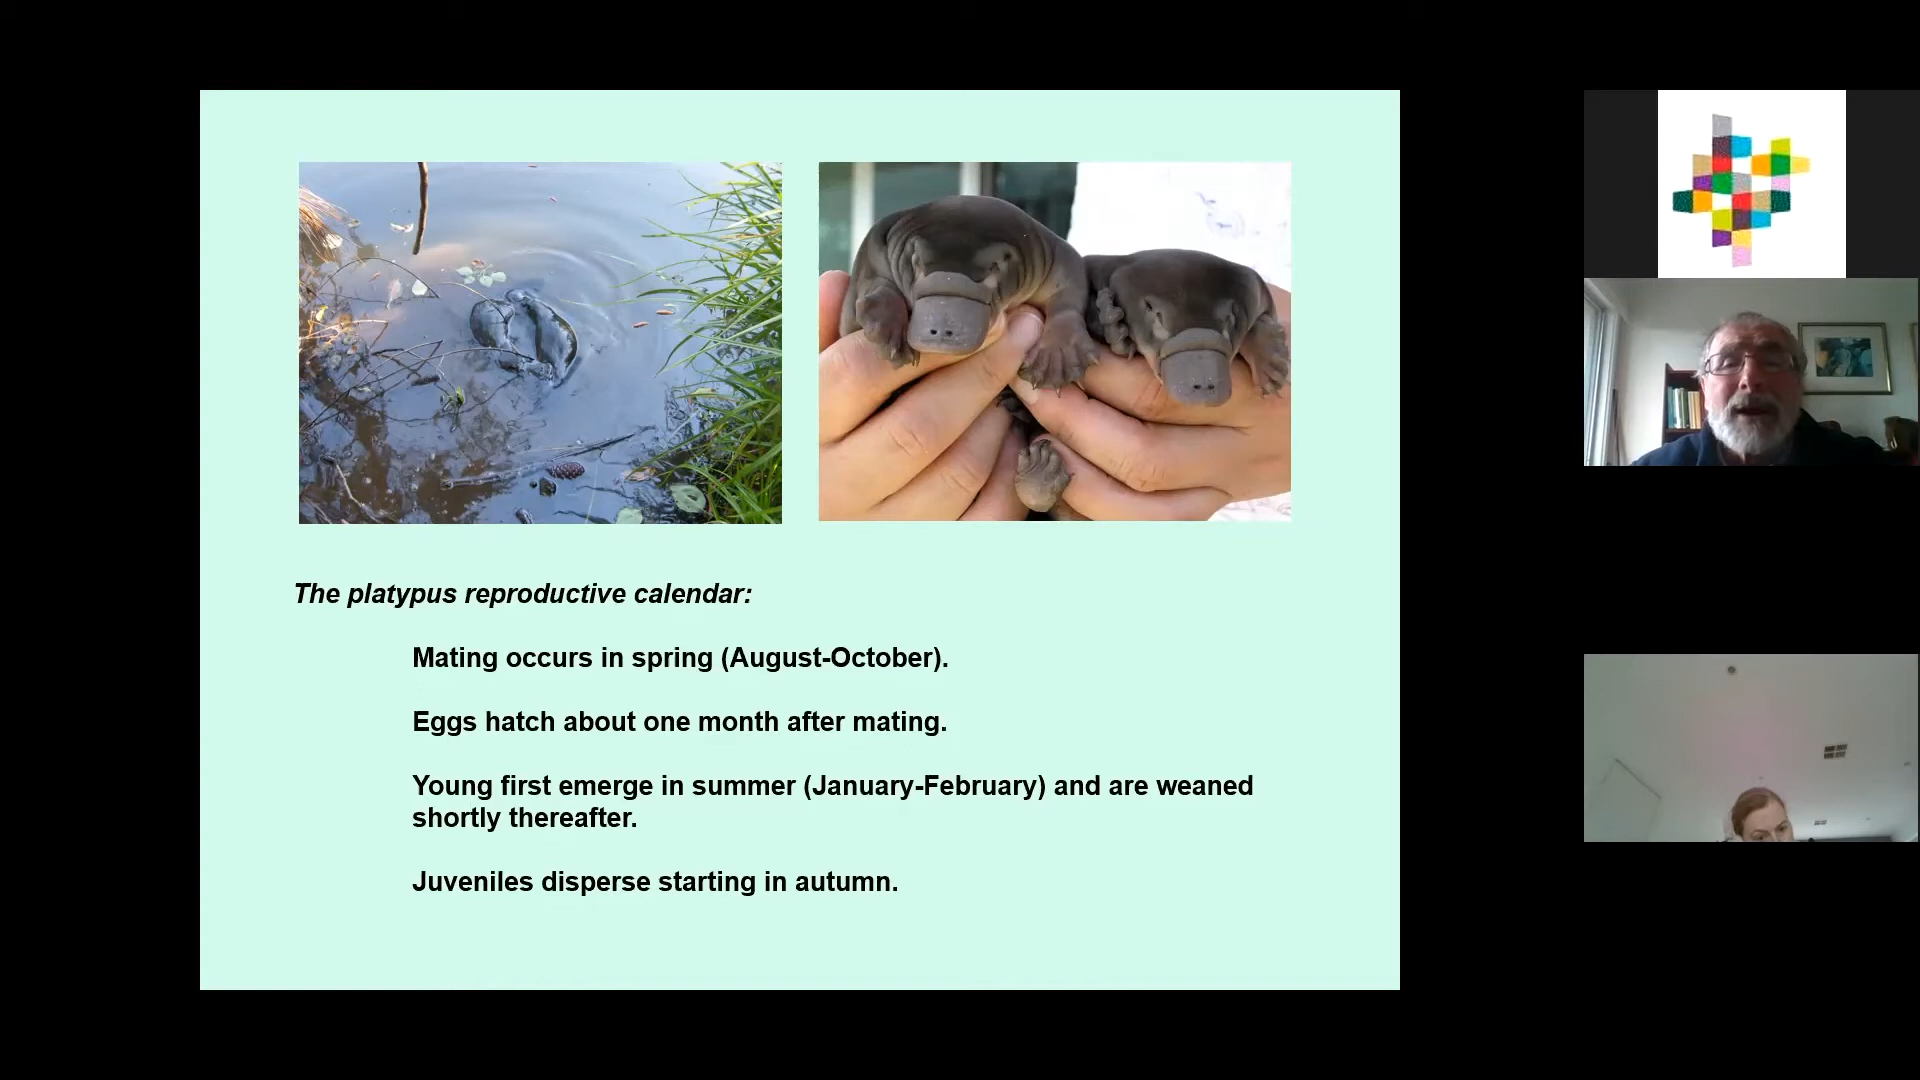 The platypus reproductive calendar:
Mating occurs in spring (August-October).
Eggs hatch about one month after mating.
Young first emerge in summer (January-February) and are weaned
shortly thereafter.
Juveniles disperse starting in autumn.